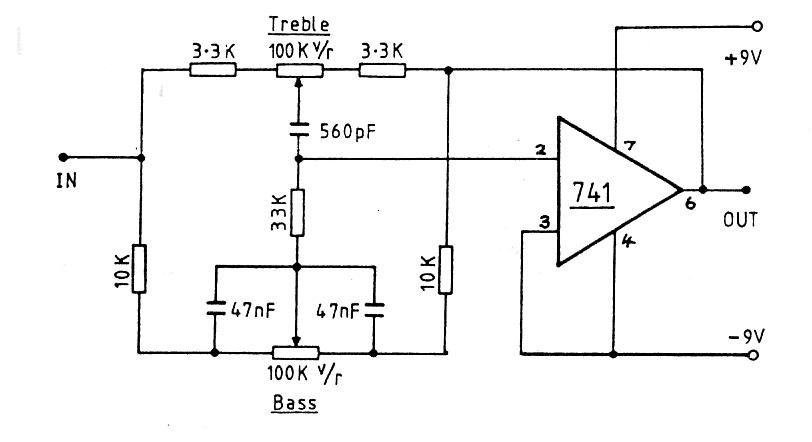 Treble
3·3K 100K v/r 3·3K
+9V
560pF
2
7
IN
741
6
3
OUT
33K
4
10K
10K
47nF
47nF
-9V
100K v/r
Bass